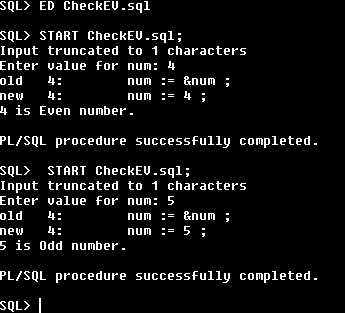 SQL> ED CheckEV.sql
SQL> START CheckEV.sql;
Input truncated to 1 characters
Enter value for num: 4
old   4:         num := &num ;
new   4:         num := 4 ;
4 is Even number.
PL/SQL procedure successfully completed.
SQL>  START CheckEV.sql;
Input truncated to 1 characters
Enter value for num: 5
old   4:         num := &num ;
new   4:         num := 5 ;
5 is Odd number.
PL/SQL procedure successfully completed.
SQL>